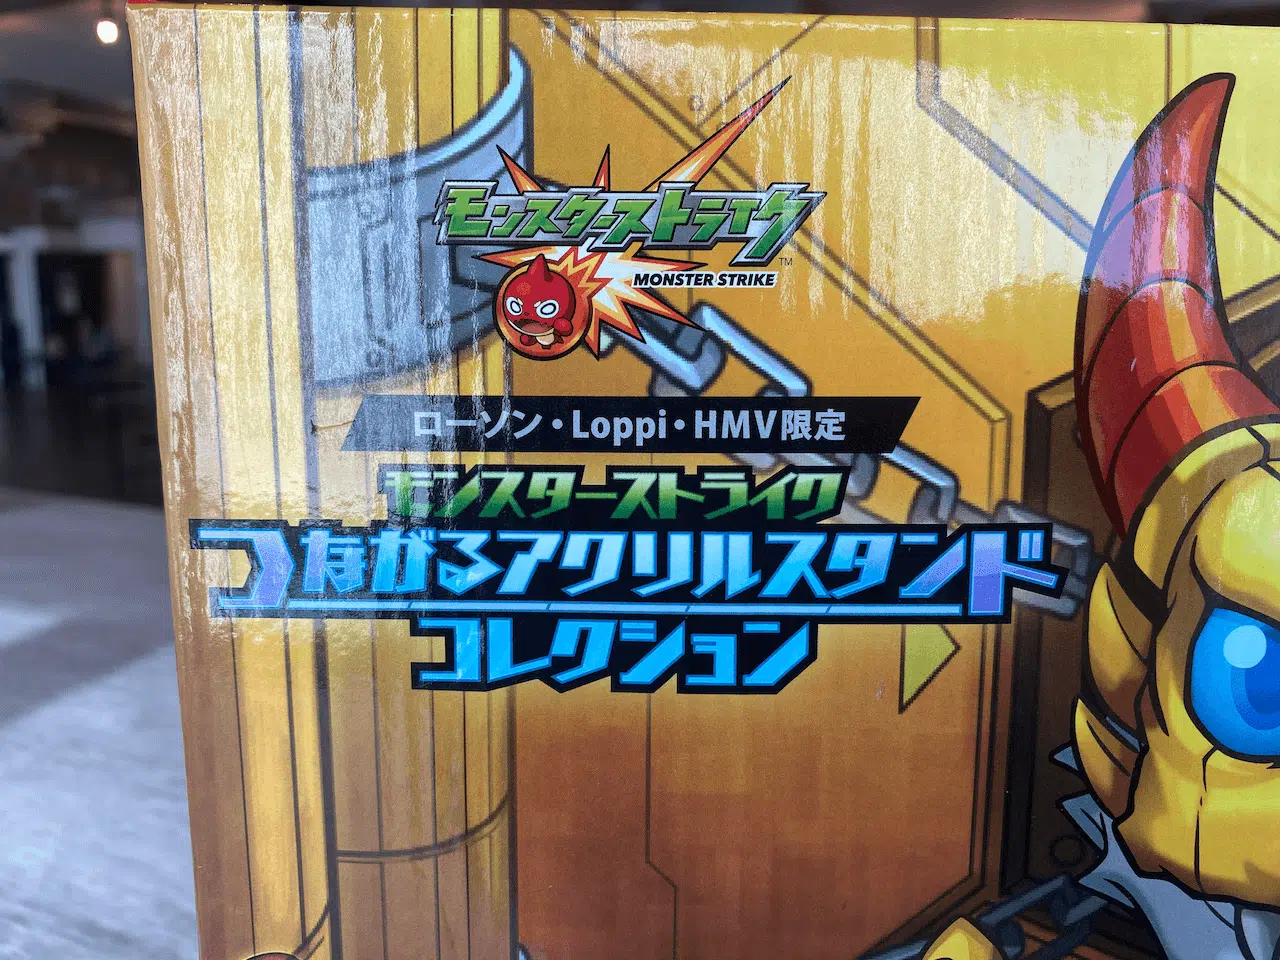 モンスターストライク
TM
MONSTER STRIKE
ローソン・Loppi・HMV限定
モンスターストライク
つながるアクリルスタンド
コレクション